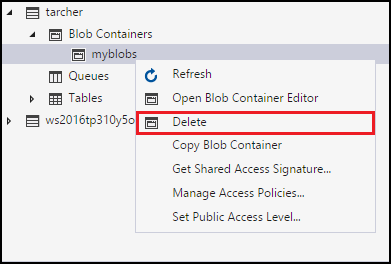 tarcher
Blob Containers
myblobs
Queues
Tables
ws2016tp310y5o
Refresh
Open Blob Container Editor
Delete
Copy Blob Container
Get Shared Access Signature...
Manage Access Policies...
Set Public Access Level...